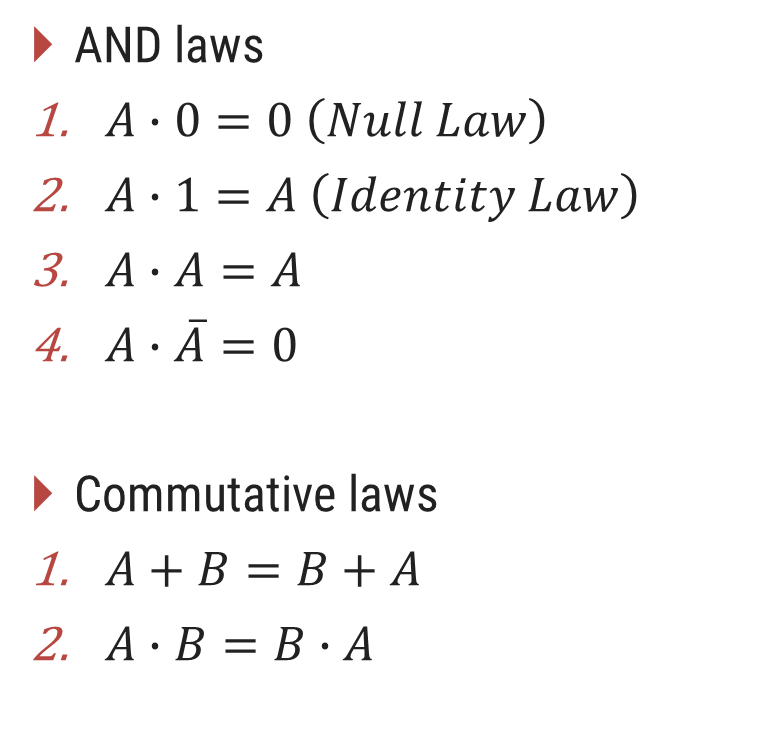 AND laws
1. A · 0 = 0 (Null Law)
2. A · 1 = A (Identity Law)
3. A · A = A
4. A · Ā = 0
Commutative laws
1. A + B = B + A
2. A · B = B · A